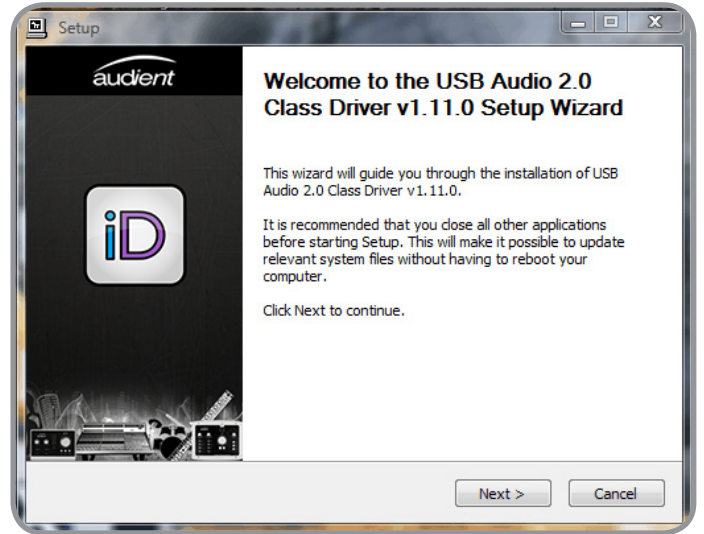 Setup
audient
iD
Welcome to the USB Audio 2.0
Class Driver v1.11.0 Setup Wizard
This wizard will guide you through the installation of USB
Audio 2.0 Class Driver v1.11.0.
It is recommended that you close all other applications
before starting Setup. This will make it possible to update
relevant system files without having to reboot your
computer.
Click Next to continue.
Next >
Cancel